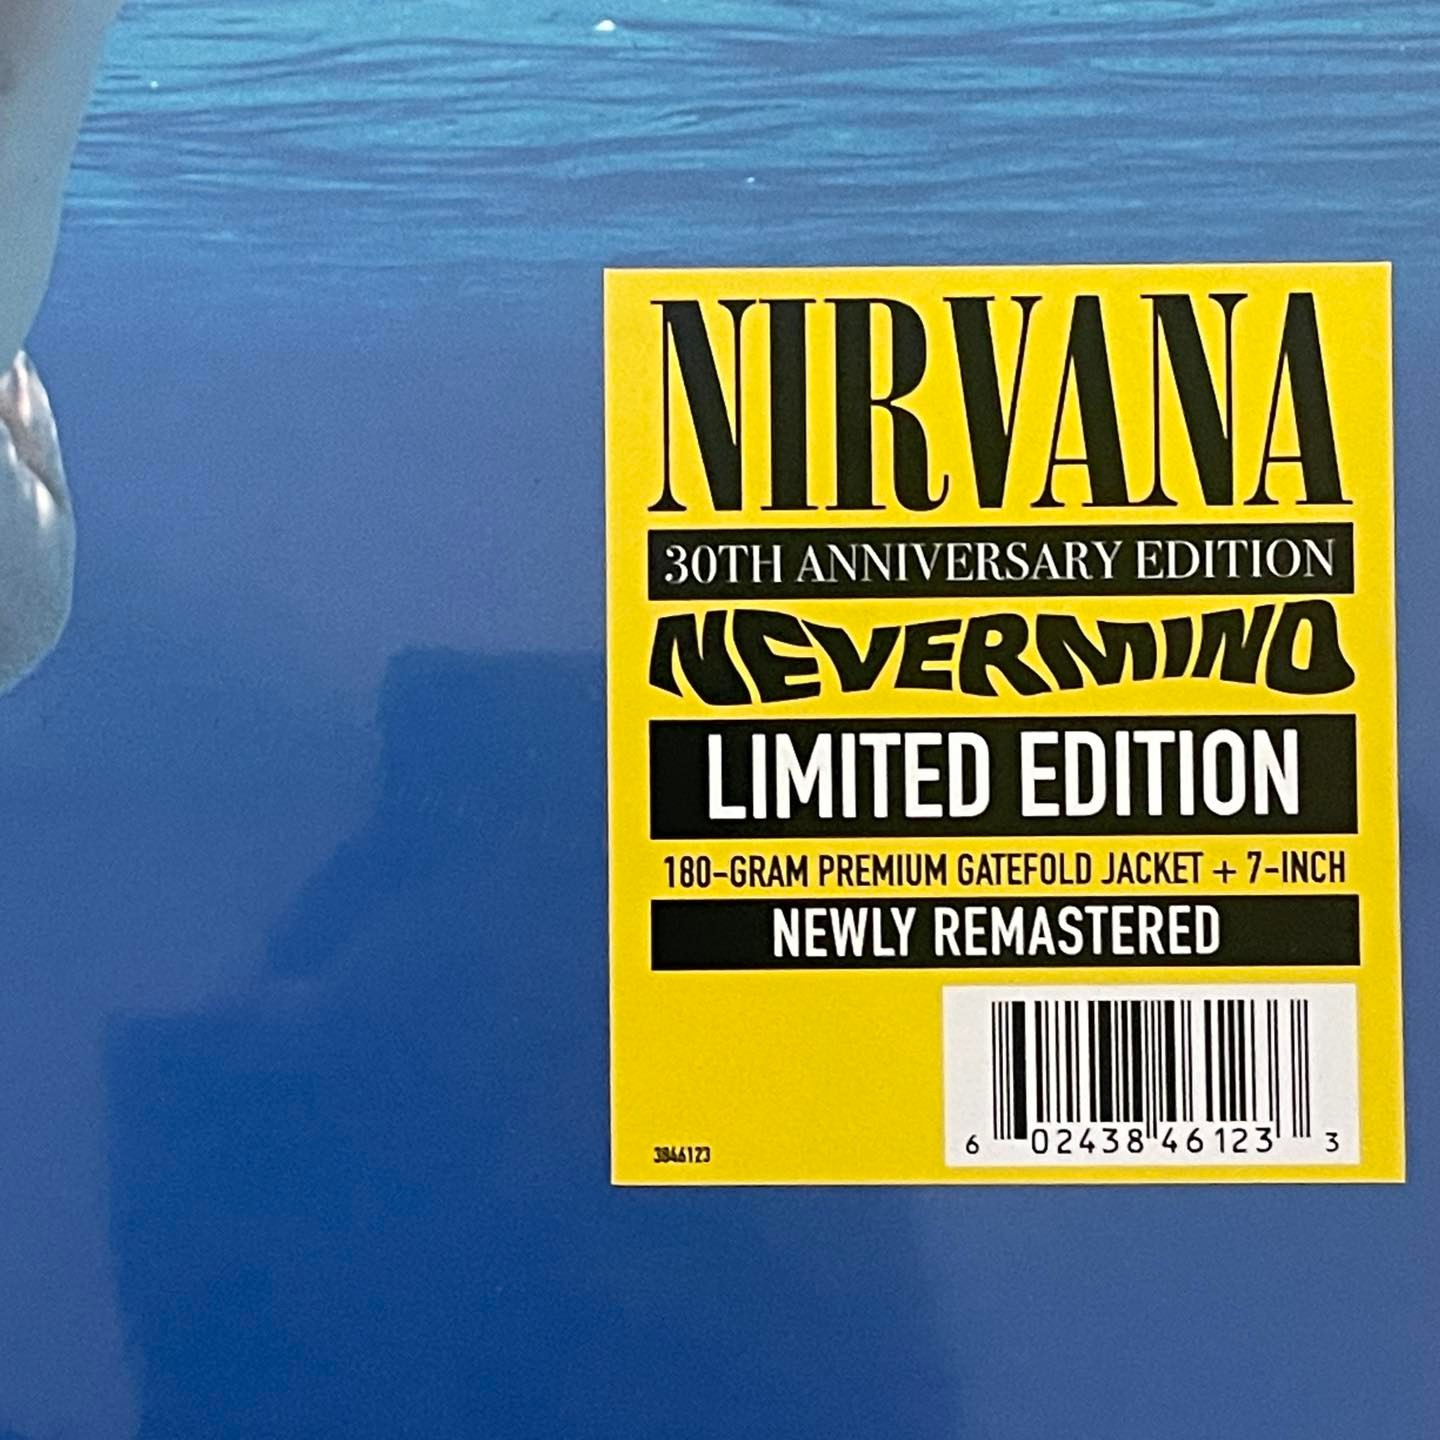 NIRVANA
30TH ANNIVERSARY EDITION
NEVERMIND
LIMITED EDITION
180-GRAM PREMIUM GATEFOLD JACKET + 7-INCH
NEWLY REMASTERED
6 02438 46123 3
3846123